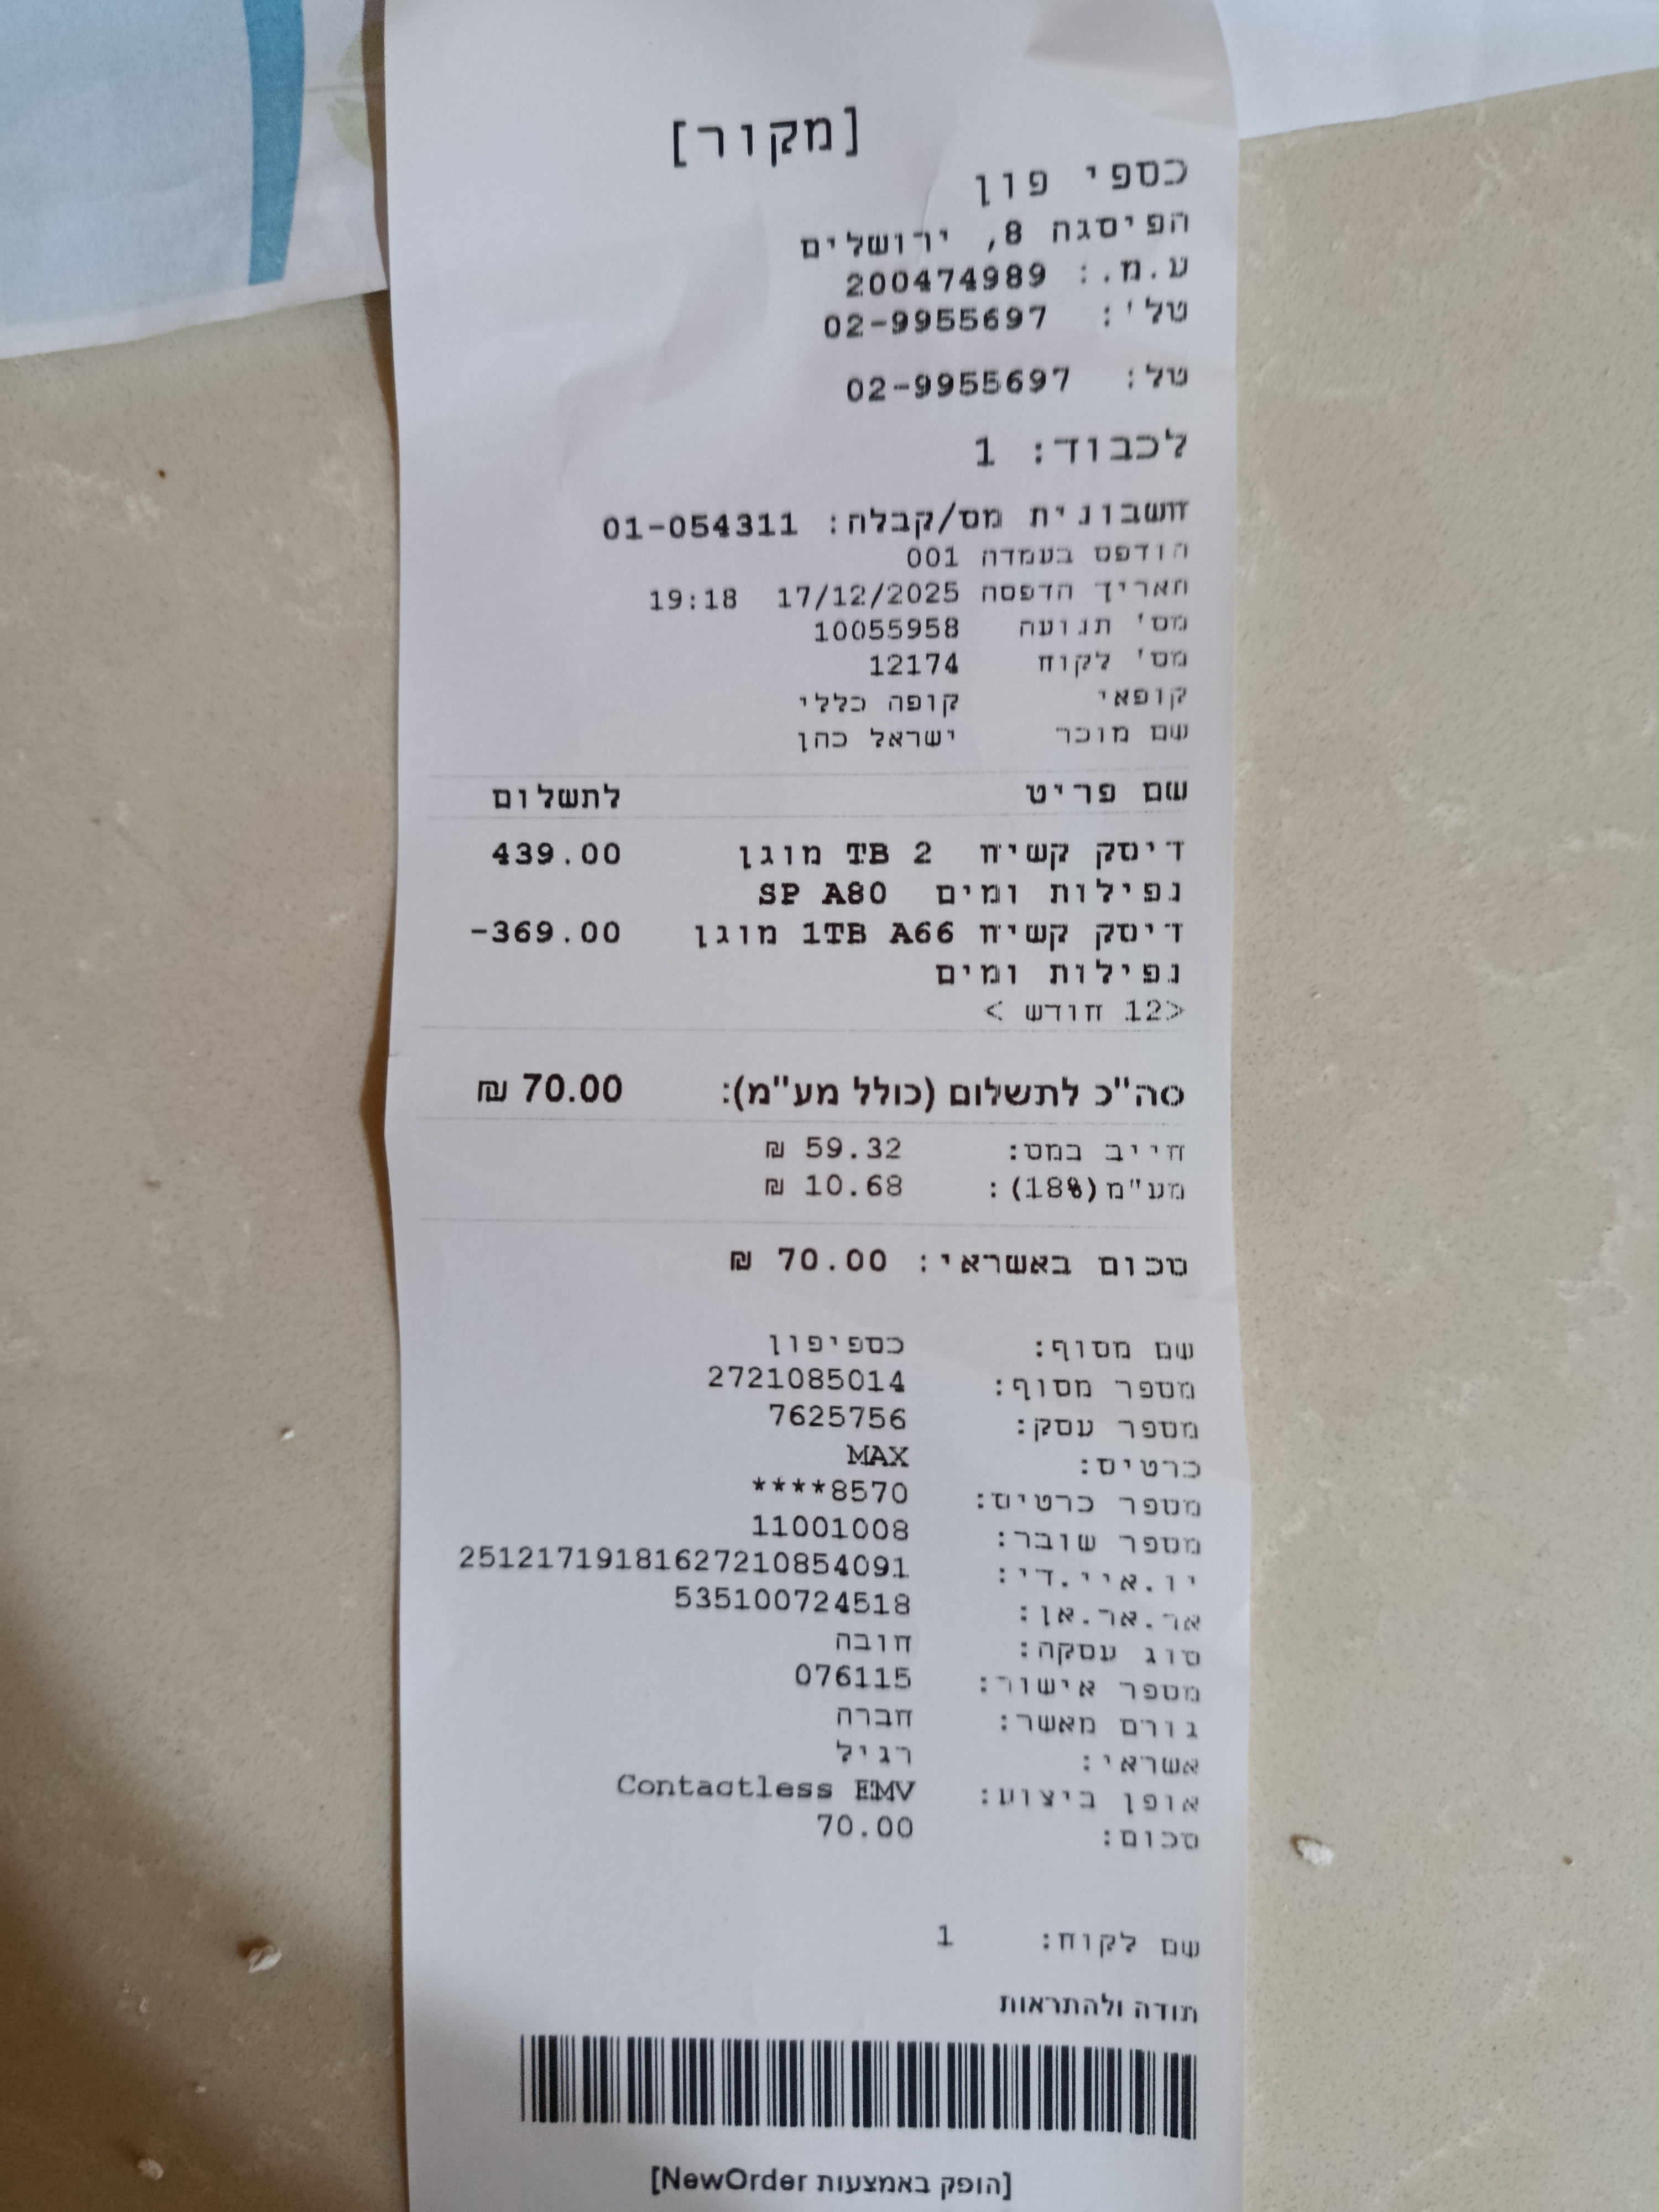 [מקור]
כספי פון
הפיסגה 8, ירושלים
ע.מ.: 200474989
טל': 02-9955697
טל: 02-9955697
לכבוד: 1
חשבונית מס/קבלה: 01-054311
הודפס בעמדה 001
תאריך הדפסה 17/12/2025 19:18
מס' תנועה 10055958
מס' לקוח 12174
קופאי קופה כללי
שם מוכר ישראל כהן
שם פריט לתשלום
דיסק קשיח 2 TB מוגן 439.00
נפילות ומים SP A80
דיסק קשיח 1TB A66 מוגן -369.00
נפילות ומים
<12 חודש >
סה"כ לתשלום (כולל מע"מ): 70.00 ₪
חייב במס: 59.32 ₪
מע"מ(18%): 10.68 ₪
סכום באשראי: 70.00 ₪
שם מסוף: כספיפון
מספר מסוף: 2721085014
מספר עסק: 7625756
כרטיס: MAX
מספר כרטיס: ****8570
מספר שובר: 11001008
יו.איי.די: 25121719181627210854091
אר.אר.אן: 535100724518
סוג עסקה: חובה
מספר אישור: 076115
גורם מאשר: חברה
אשראי: רגיל
אופן ביצוע: Contactless EMV
סכום: 70.00
שם לקוח: 1
תודה ולהתראות
[הופק באמצעות NewOrder]